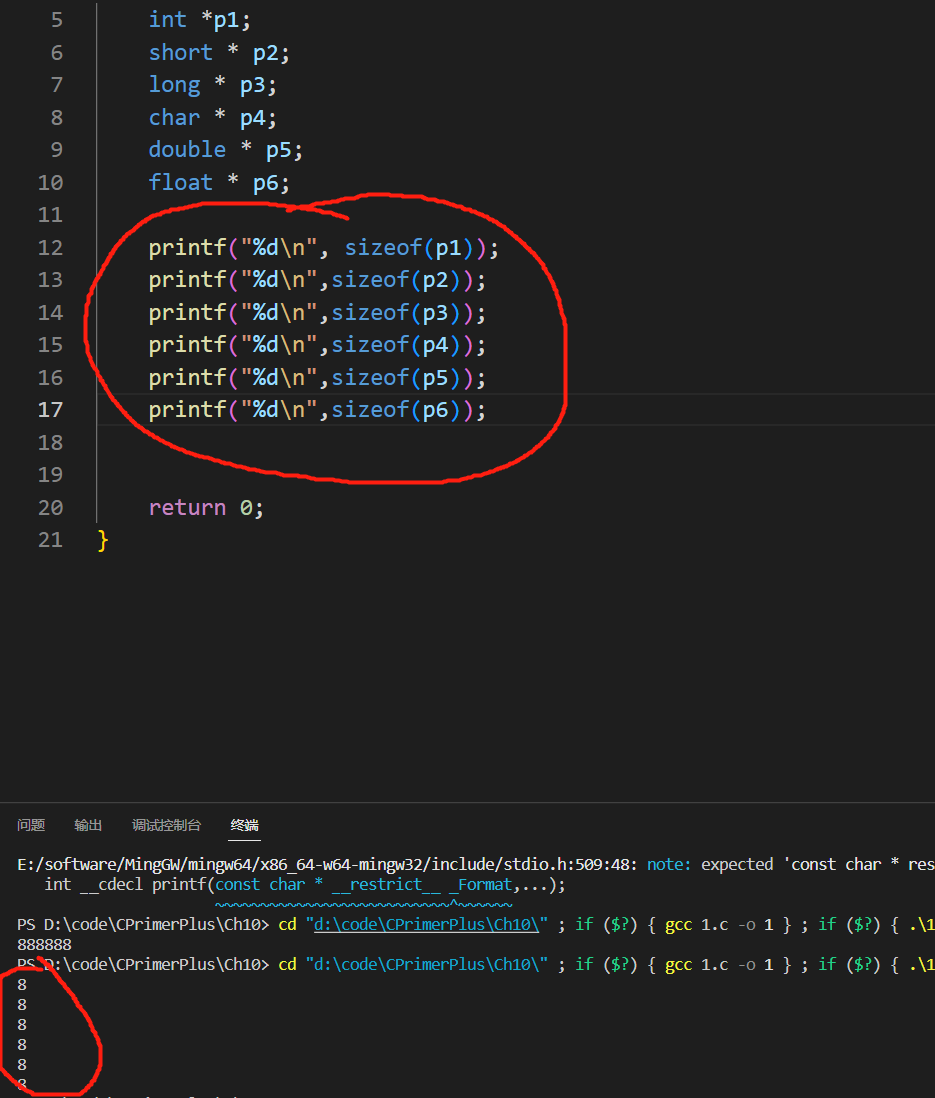 5 int *p1;
6 short * p2;
7 long * p3;
8 char * p4;
9 double * p5;
10 float * p6;
11
12 printf("%d\n", sizeof(p1));
13 printf("%d\n",sizeof(p2));
14 printf("%d\n",sizeof(p3));
15 printf("%d\n",sizeof(p4));
16 printf("%d\n",sizeof(p5));
17 printf("%d\n",sizeof(p6));
18
19
20 return 0;
21 }
问题 输出 调试控制台 终端
E:/software/MingGW/mingw64/x86_64-w64-mingw32/include/stdio.h:509:48: note: expected 'const char * res
int __cdecl printf(const char * __restrict__ _Format,...);
~~~~~~~~~~~~~~~~~~~~~~~~~~^~~~~~~
PS D:\code\CPrimerPlus\Ch10> cd "d:\code\CPrimerPlus\Ch10\" ; if ($?) { gcc 1.c -o 1 } ; if ($?) { .\1
888888
PS D:\code\CPrimerPlus\Ch10> cd "d:\code\CPrimerPlus\Ch10\" ; if ($?) { gcc 1.c -o 1 } ; if ($?) { .\1
8
8
8
8
8
8